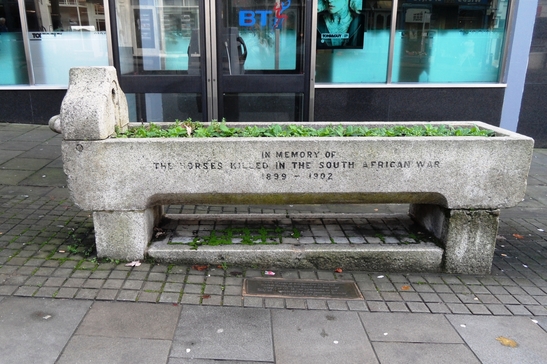 BT
IN MEMORY OF
THE HORSES KILLED IN THE SOUTH AFRICAN WAR
1899 - 1902